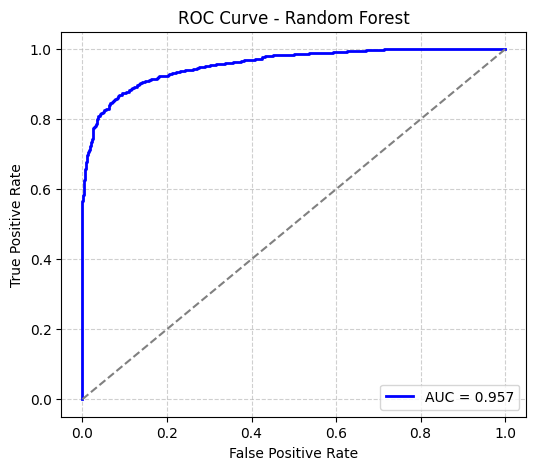 ROC Curve - Random Forest
True Positive Rate
1.0
0.8
0.6
0.4
0.2
0.0
0.0 0.2 0.4 0.6 0.8 1.0
False Positive Rate
AUC = 0.957